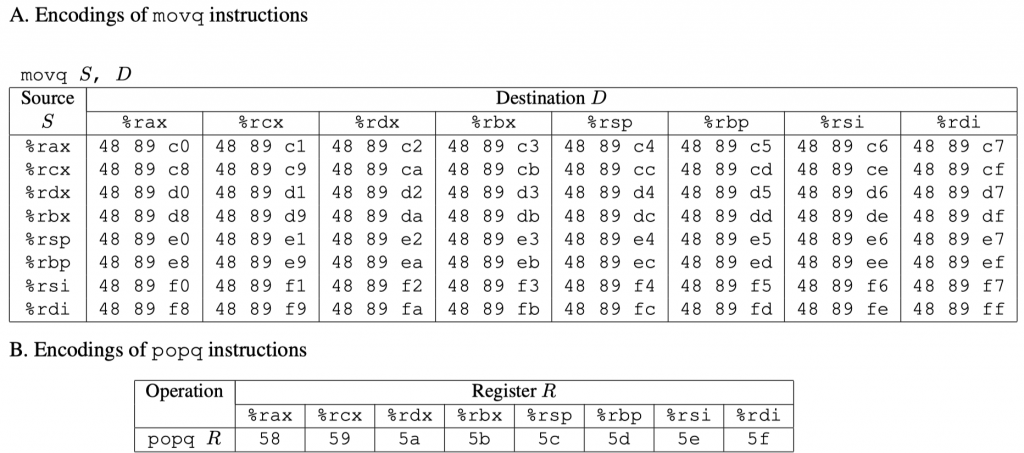 A. Encodings of movq instructions
movq S, D
Source Destination D
S %rax %rcx %rdx %rbx %rsp %rbp %rsi %rdi
%rax 48 89 c0 48 89 c1 48 89 c2 48 89 c3 48 89 c4 48 89 c5 48 89 c6 48 89 c7
%rcx 48 89 c8 48 89 c9 48 89 ca 48 89 cb 48 89 cc 48 89 cd 48 89 ce 48 89 cf
%rdx 48 89 d0 48 89 d1 48 89 d2 48 89 d3 48 89 d4 48 89 d5 48 89 d6 48 89 d7
%rbx 48 89 d8 48 89 d9 48 89 da 48 89 db 48 89 dc 48 89 dd 48 89 de 48 89 df
%rsp 48 89 e0 48 89 e1 48 89 e2 48 89 e3 48 89 e4 48 89 e5 48 89 e6 48 89 e7
%rbp 48 89 e8 48 89 e9 48 89 ea 48 89 eb 48 89 ec 48 89 ed 48 89 ee 48 89 ef
%rsi 48 89 f0 48 89 f1 48 89 f2 48 89 f3 48 89 f4 48 89 f5 48 89 f6 48 89 f7
%rdi 48 89 f8 48 89 f9 48 89 fa 48 89 fb 48 89 fc 48 89 fd 48 89 fe 48 89 ff
B. Encodings of popq instructions
Operation Register R
%rax %rcx %rdx %rbx %rsp %rbp %rsi %rdi
popq R 58 59 5a 5b 5c 5d 5e 5f